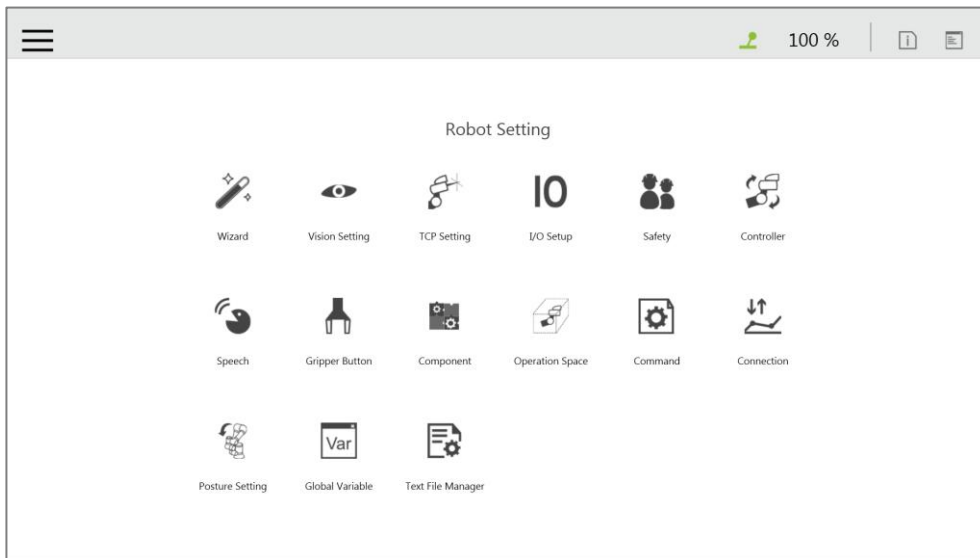 100 %
Robot Setting
IO
Wizard Vision Setting TCP Setting I/O Setup Safety Controller
Speech Gripper Button Component Operation Space Command Connection
Var
Posture Setting Global Variable Text File Manager